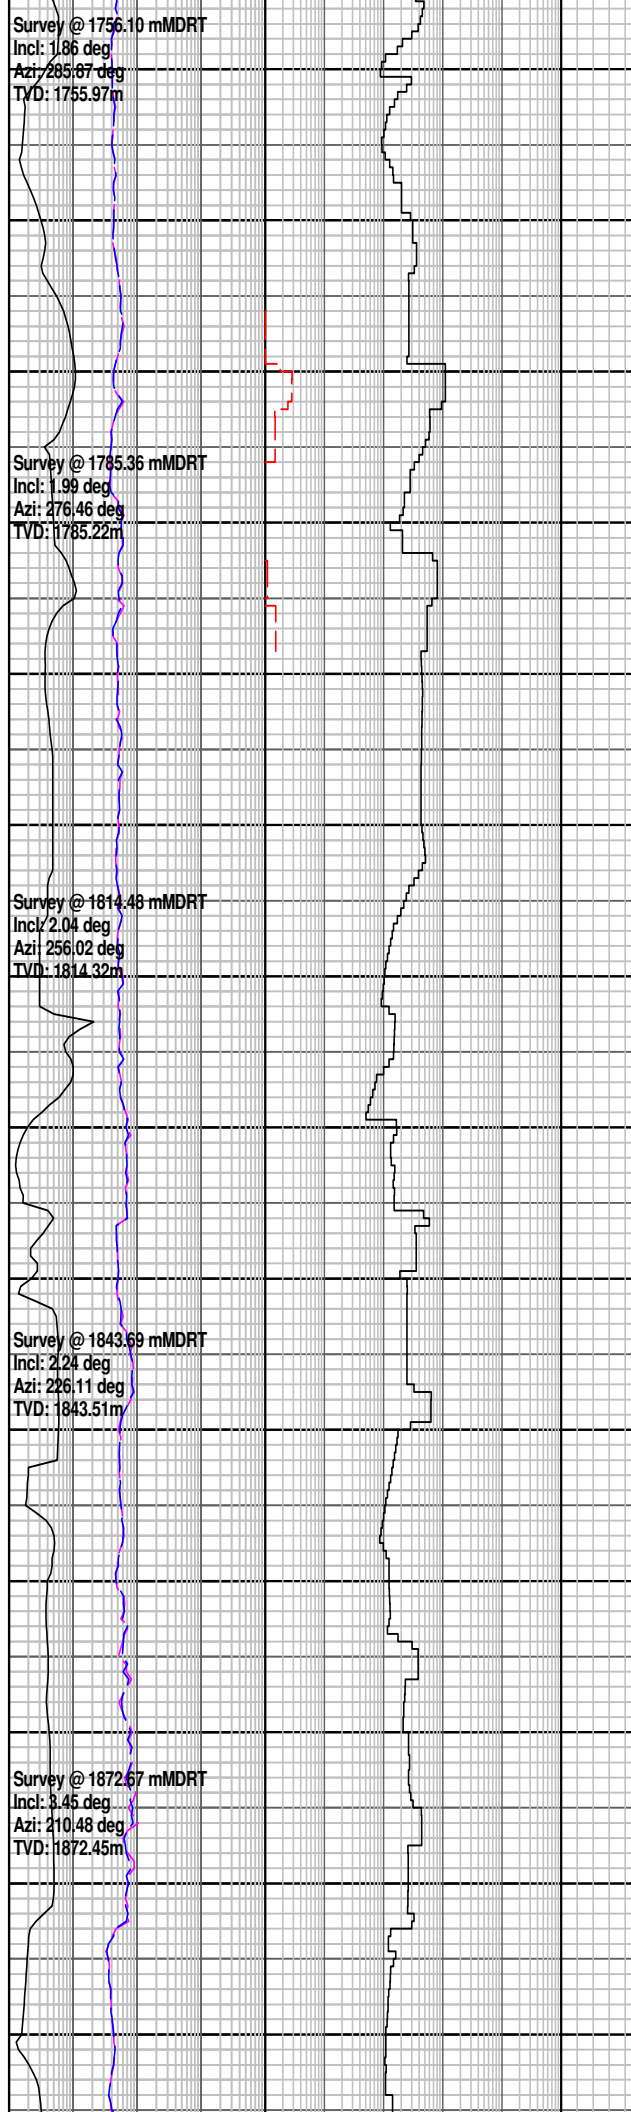 Survey @ 1756.10 mMDRT
Incl: 1.86 deg
Azi: 285.87 deg
TVD: 1755.97m
Survey @ 1785.36 mMDRT
Incl: 1.99 deg
Azi: 276.46 deg
TVD: 1785.22m
Survey @ 1814.48 mMDRT
Incl: 2.04 deg
Azi: 256.02 deg
TVD: 1814.32m
Survey @ 1843.69 mMDRT
Incl: 2.24 deg
Azi: 226.11 deg
TVD: 1843.51m
Survey @ 1872.67 mMDRT
Incl: 3.45 deg
Azi: 210.48 deg
TVD: 1872.45m